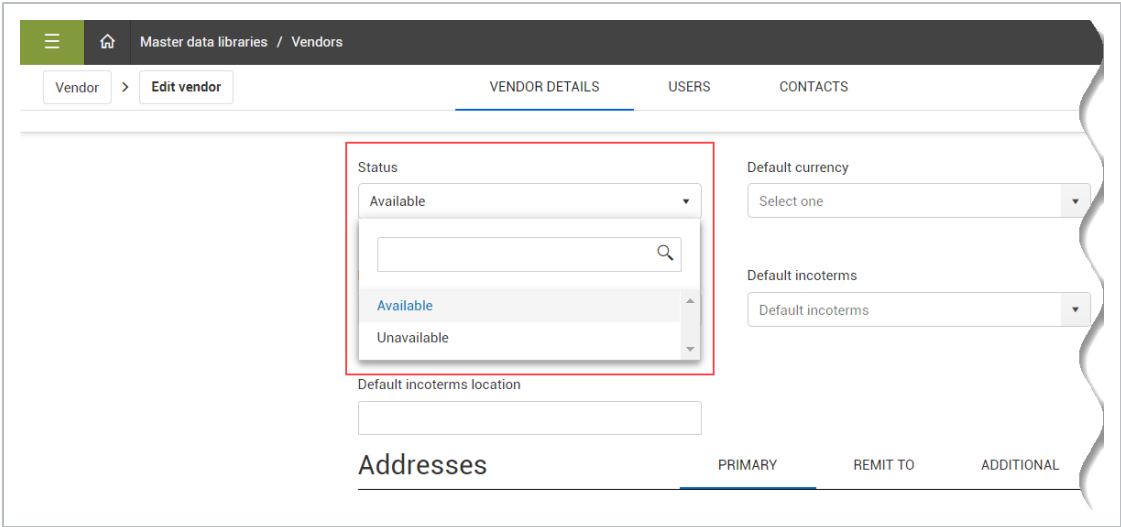 Master data libraries / Vendors
Vendor > Edit vendor VENDOR DETAILS USERS CONTACTS
Status Default currency
Available Select one
Default incoterms
Available Default incoterms
Unavailable
Default incoterms location
Addresses PRIMARY REMIT TO ADDITIONAL